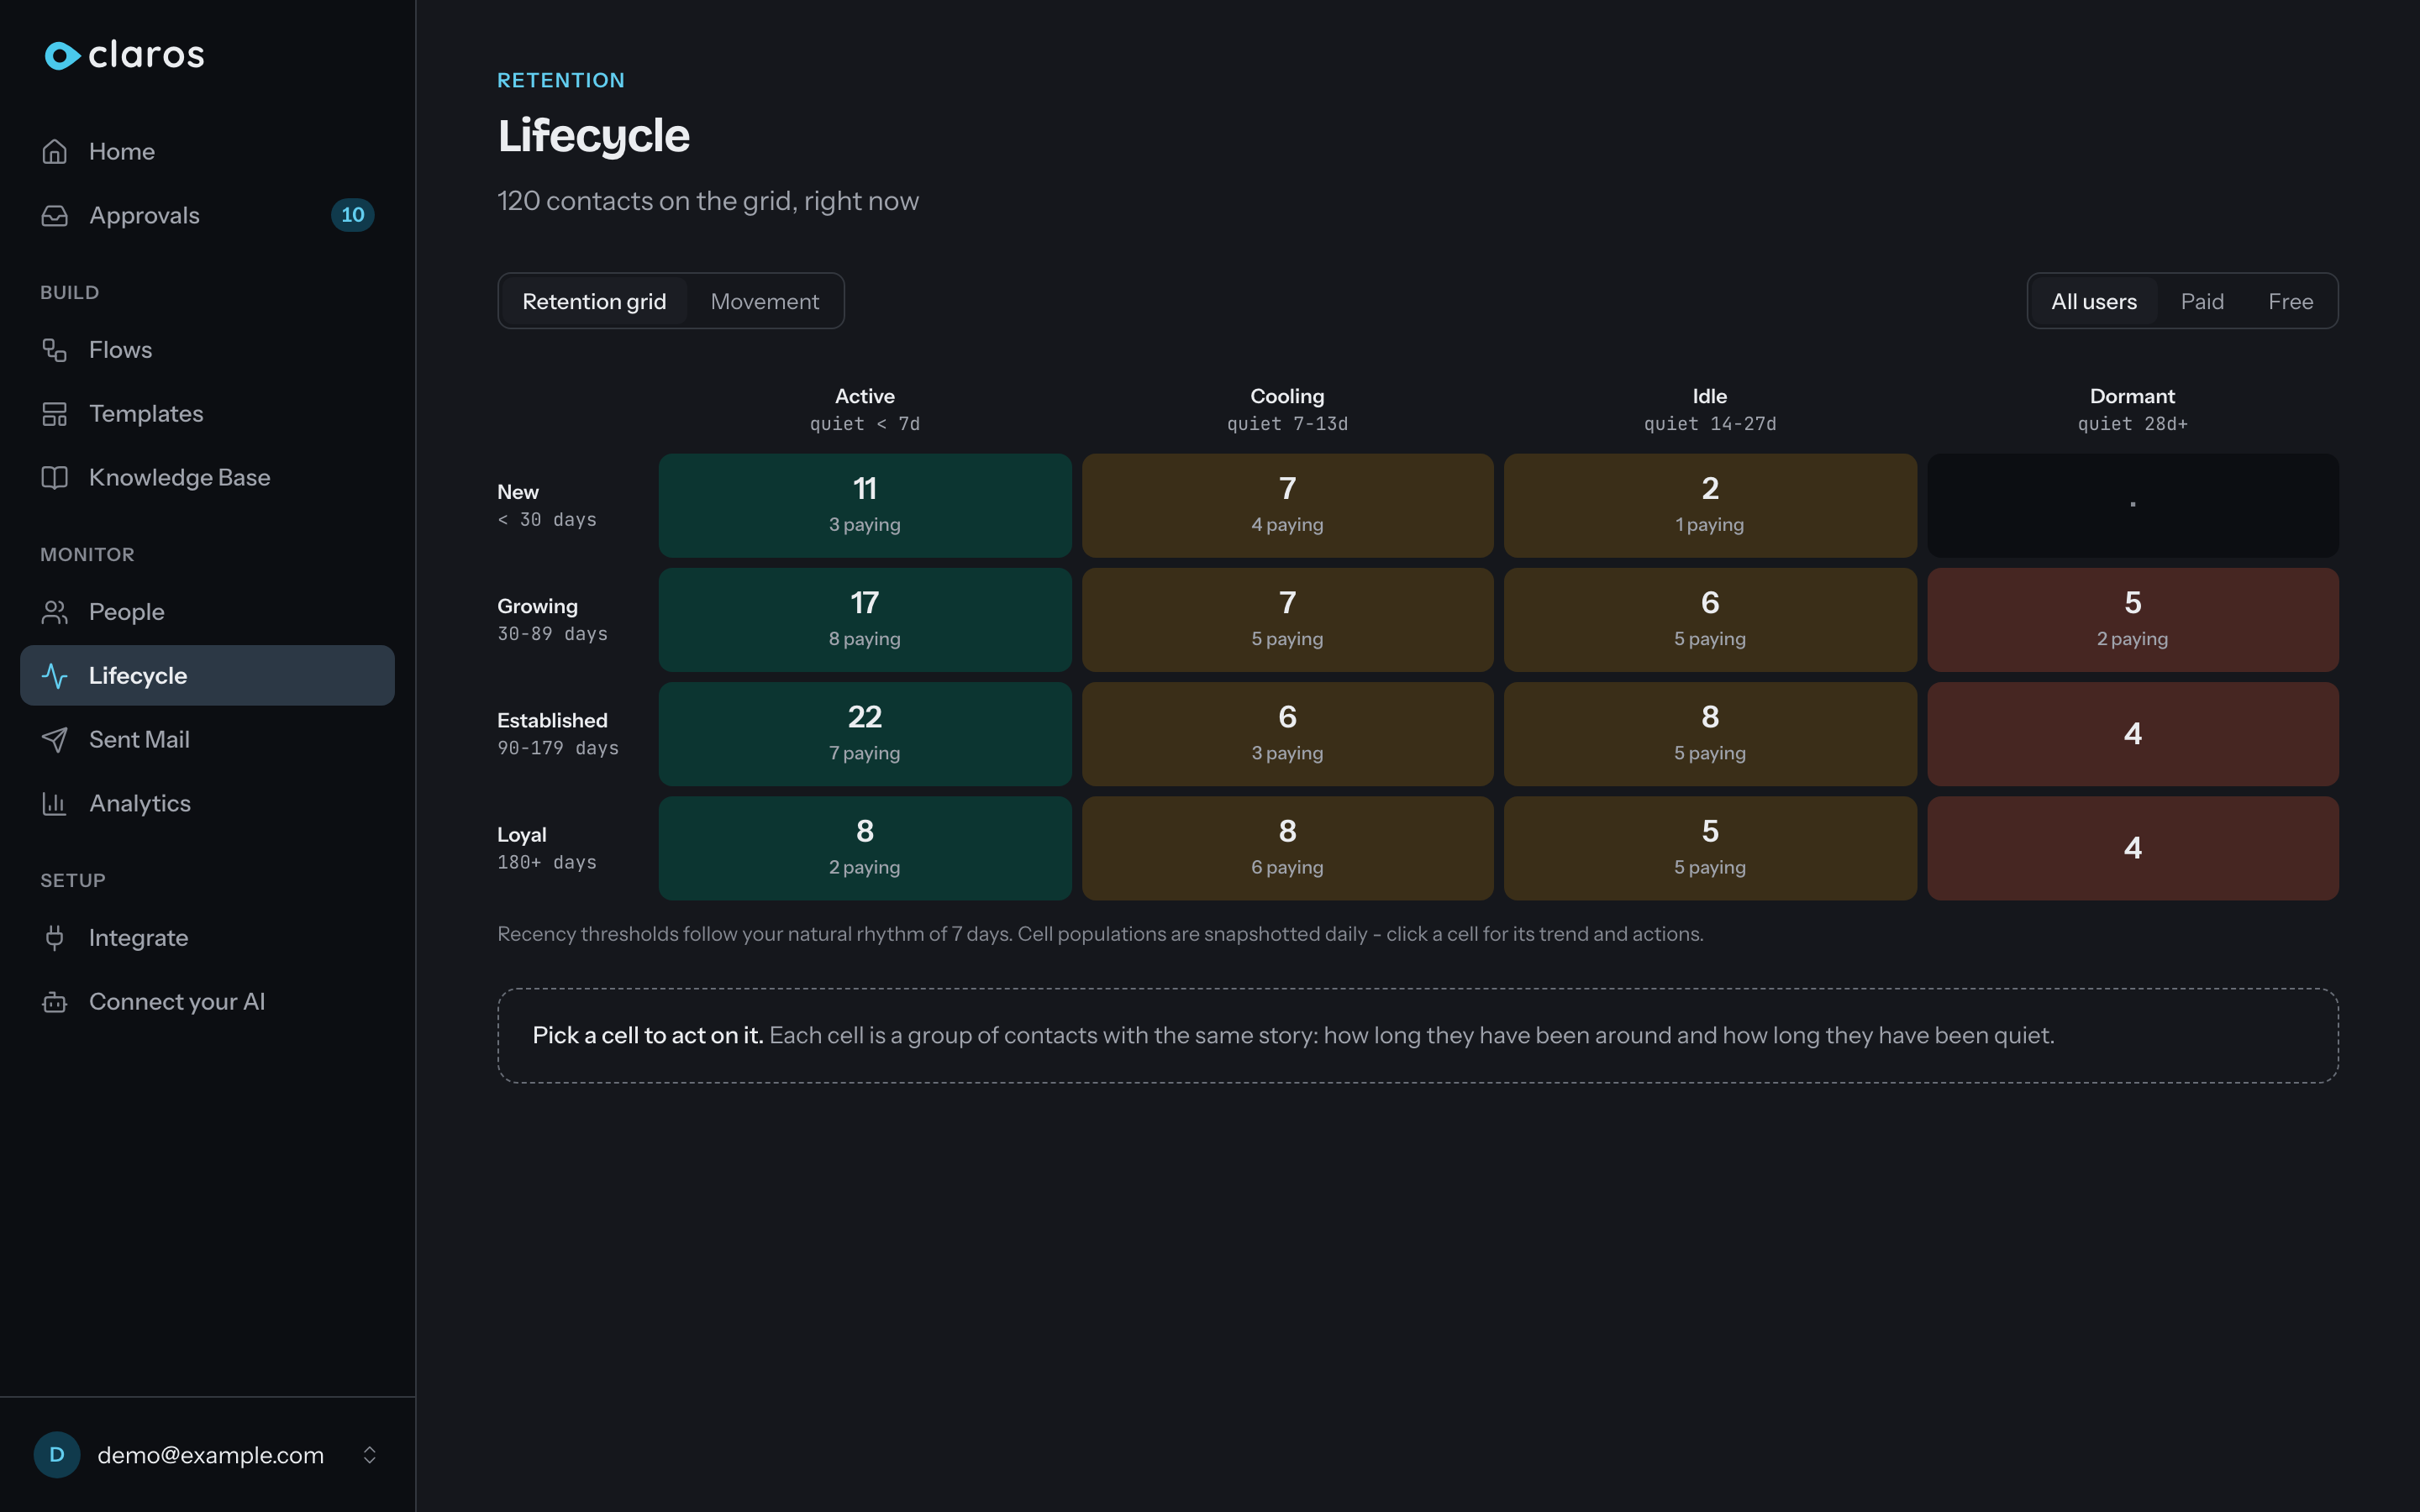 claros
Home
Approvals 10
BUILD
Flows
Templates
Knowledge Base
MONITOR
People
Lifecycle
Sent Mail
Analytics
SETUP
Integrate
Connect your AI
D demo@example.com
RETENTION
Lifecycle
120 contacts on the grid, right now
Retention grid Movement
All users Paid Free
Active Cooling Idle Dormant
quiet < 7d quiet 7-13d quiet 14-27d quiet 28d+
New 11 7 2 ·
< 30 days 3 paying 4 paying 1 paying
Growing 17 7 6 5
30-89 days 8 paying 5 paying 5 paying 2 paying
Established 22 6 8 4
90-179 days 7 paying 3 paying 5 paying
Loyal 8 8 5 4
180+ days 2 paying 6 paying 5 paying
Recency thresholds follow your natural rhythm of 7 days. Cell populations are snapshotted daily - click a cell for its trend and actions.
Pick a cell to act on it. Each cell is a group of contacts with the same story: how long they have been around and how long they have been quiet.